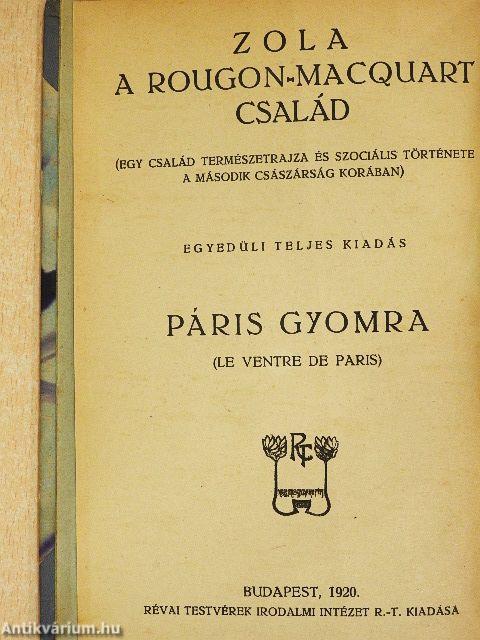 ZOLA
A ROUGON-MACQUART
CSALÁD
(EGY CSALÁD TERMÉSZETRAJZA ÉS SZOCIÁLIS TÖRTÉNETE
A MÁSODIK CSÁSZÁRSÁG KORÁBAN)
EGYEDÜLI TELJES KIADÁS
PÁRIS GYOMRA
(LE VENTRE DE PARIS)
BUDAPEST, 1920.
RÉVAI TESTVÉREK IRODALMI INTÉZET R.-T. KIADÁSA
Antikvárium.hu